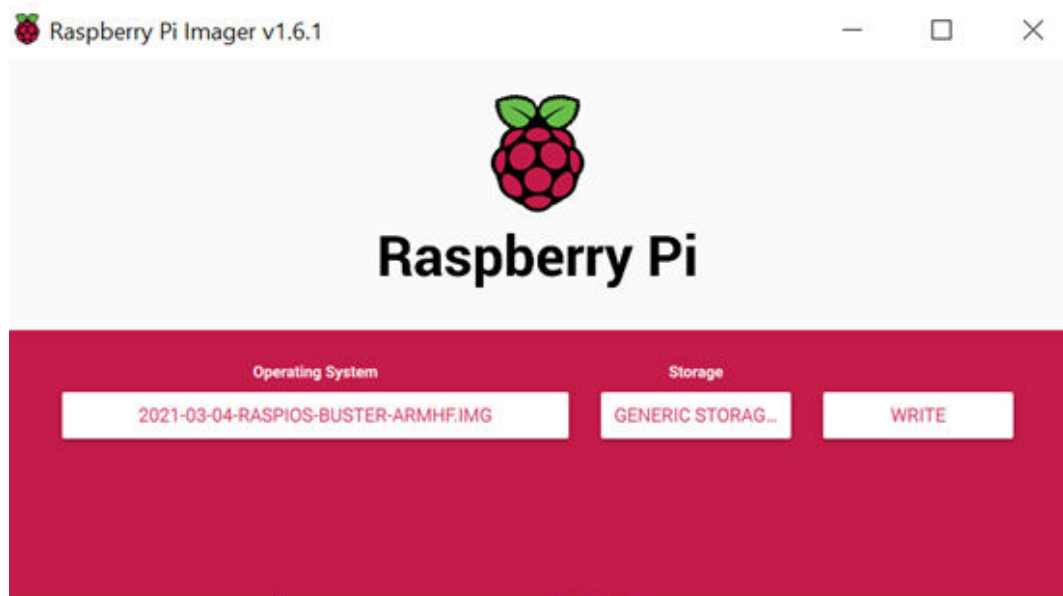 Raspberry Pi Imager v1.6.1
Raspberry Pi
Operating System
Storage
2021-03-04-RASPIOS-BUSTER-ARMHF.IMG
GENERIC STORAG...
WRITE